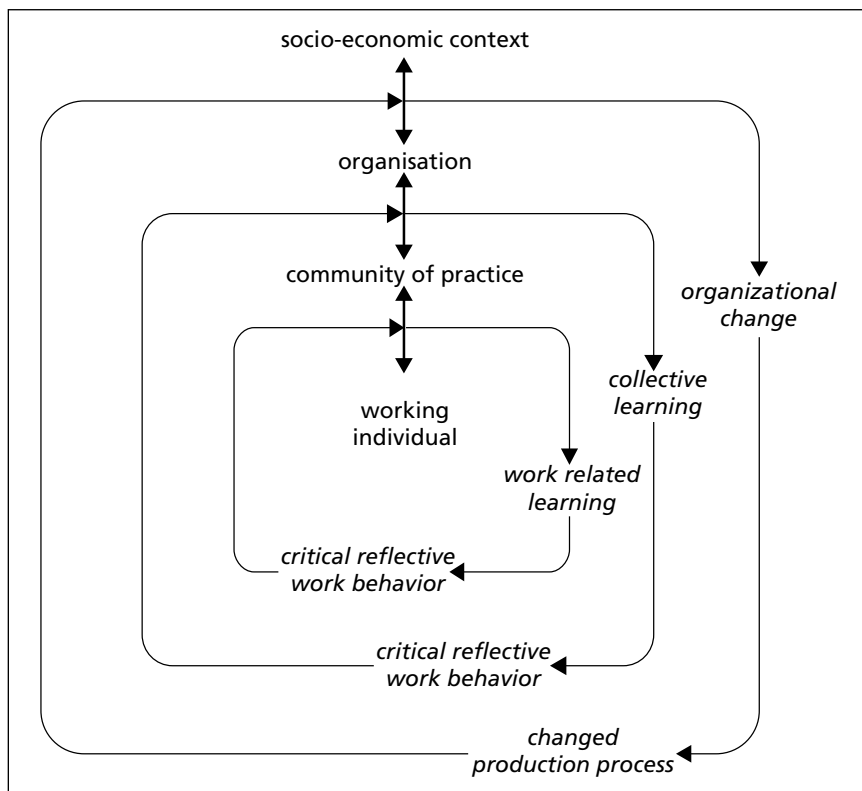 socio-economic context
organisation
community of practice
organizational
change
collective
learning
working
individual
work related
learning
critical reflective
work behavior
critical reflective
work behavior
changed
production process